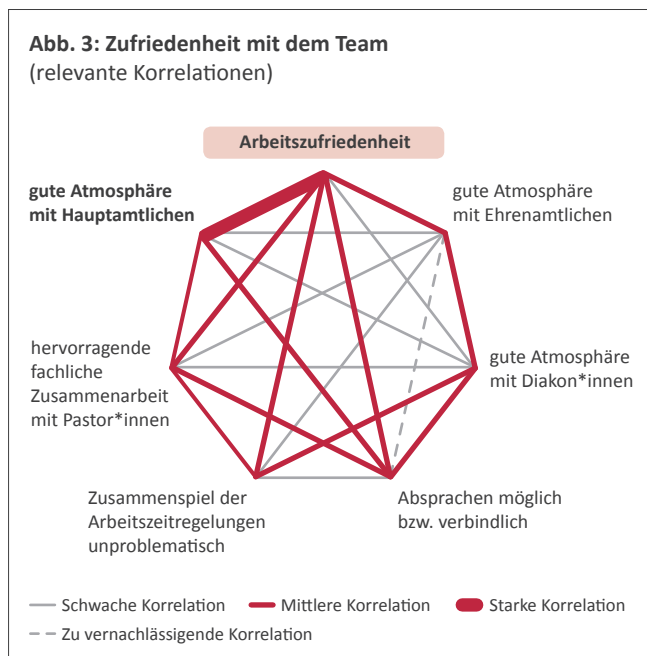 Abb. 3: Zufriedenheit mit dem Team
(relevante Korrelationen)
Arbeitszufriedenheit
gute Atmosphäre
mit Hauptamtlichen
gute Atmosphäre
mit Ehrenamtlichen
hervorragende
fachliche
Zusammenarbeit
mit Pastor*innen
gute Atmosphäre
mit Diakon*innen
Zusammenspiel der
Arbeitszeitregelungen
unproblematisch
Absprachen möglich
bzw. verbindlich
Schwache Korrelation
Mittlere Korrelation
Starke Korrelation
Zu vernachlässigende Korrelation